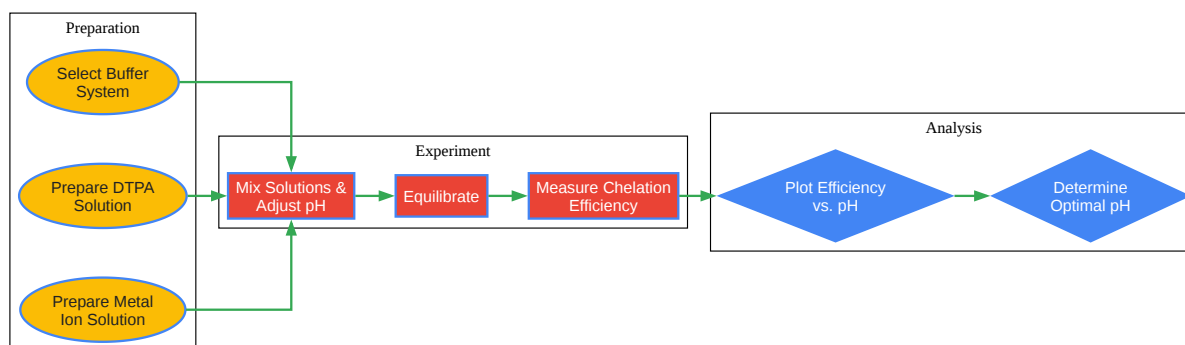 Preparation
Select Buffer
System
Prepare DTPA
Solution
Prepare Metal
Ion Solution
Experiment
Mix Solutions &
Adjust pH
Equilibrate
Measure Chelation
Efficiency
Analysis
Plot Efficiency
vs. pH
Determine
Optimal pH